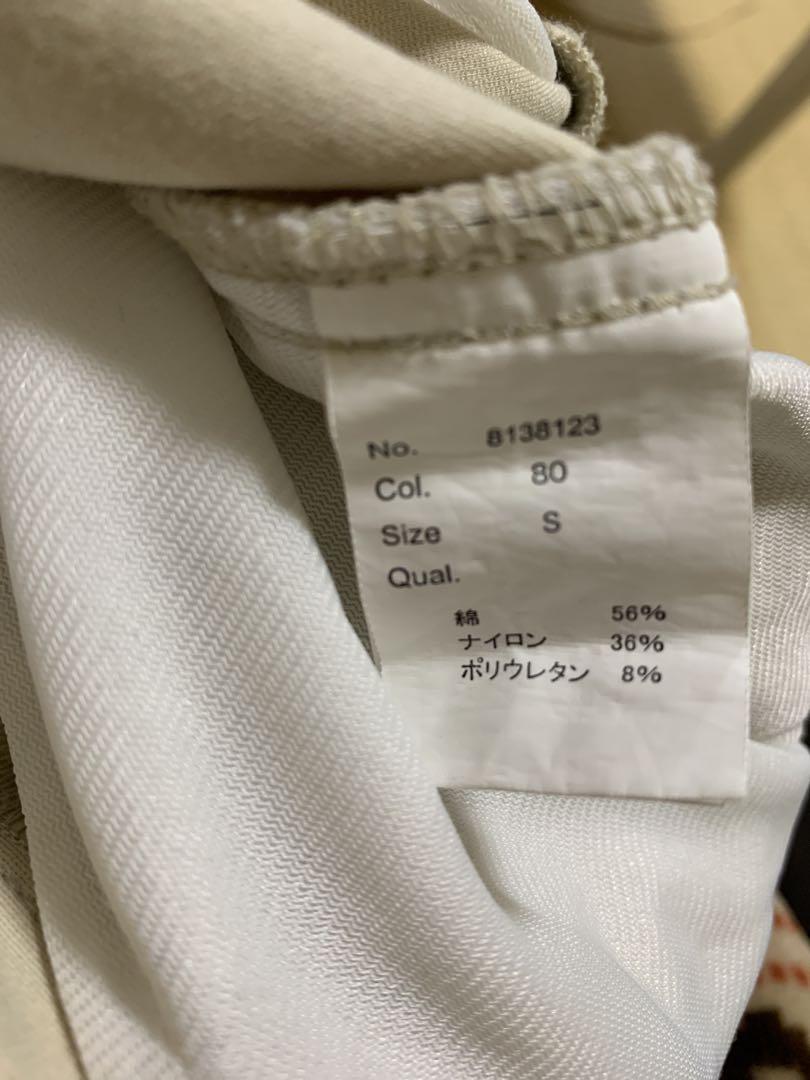 No. 8138123
Col. 80
Size S
Qual.
綿 56%
ナイロン 36%
ポリウレタン 8%